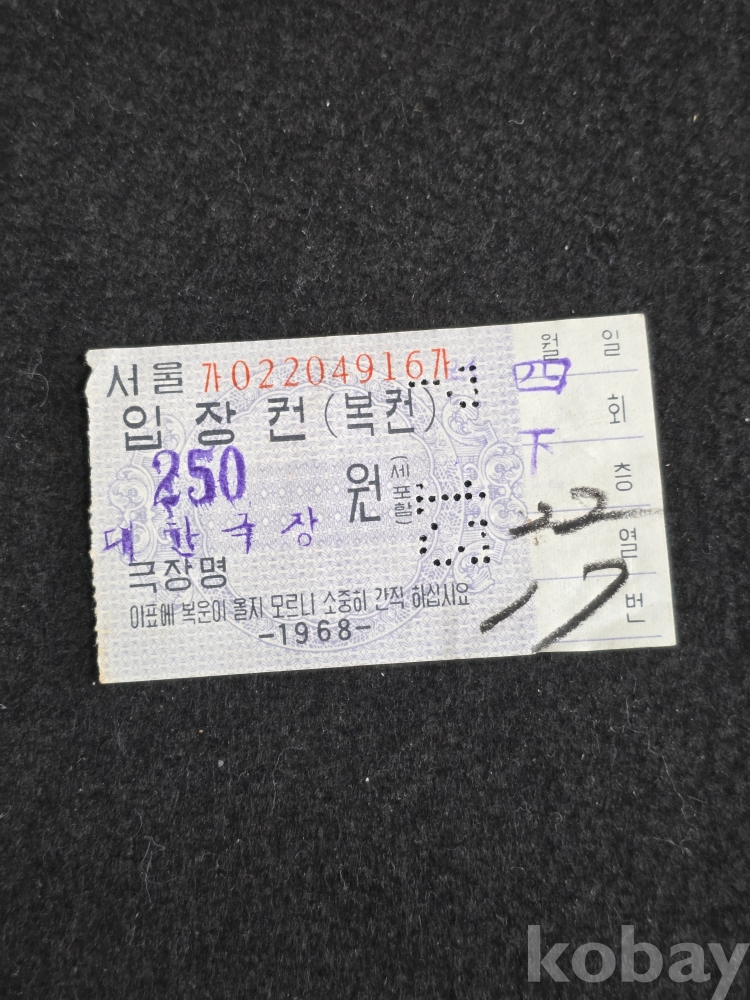 서울 가022049167가
입장권(복권)
250 원 (세포함)
대한극장
극장명
이표에 복운이 올지 모르니 소중히 간직 하십시요
-1968-
월 일
四 회
下 층
22 열
17 번
kobay